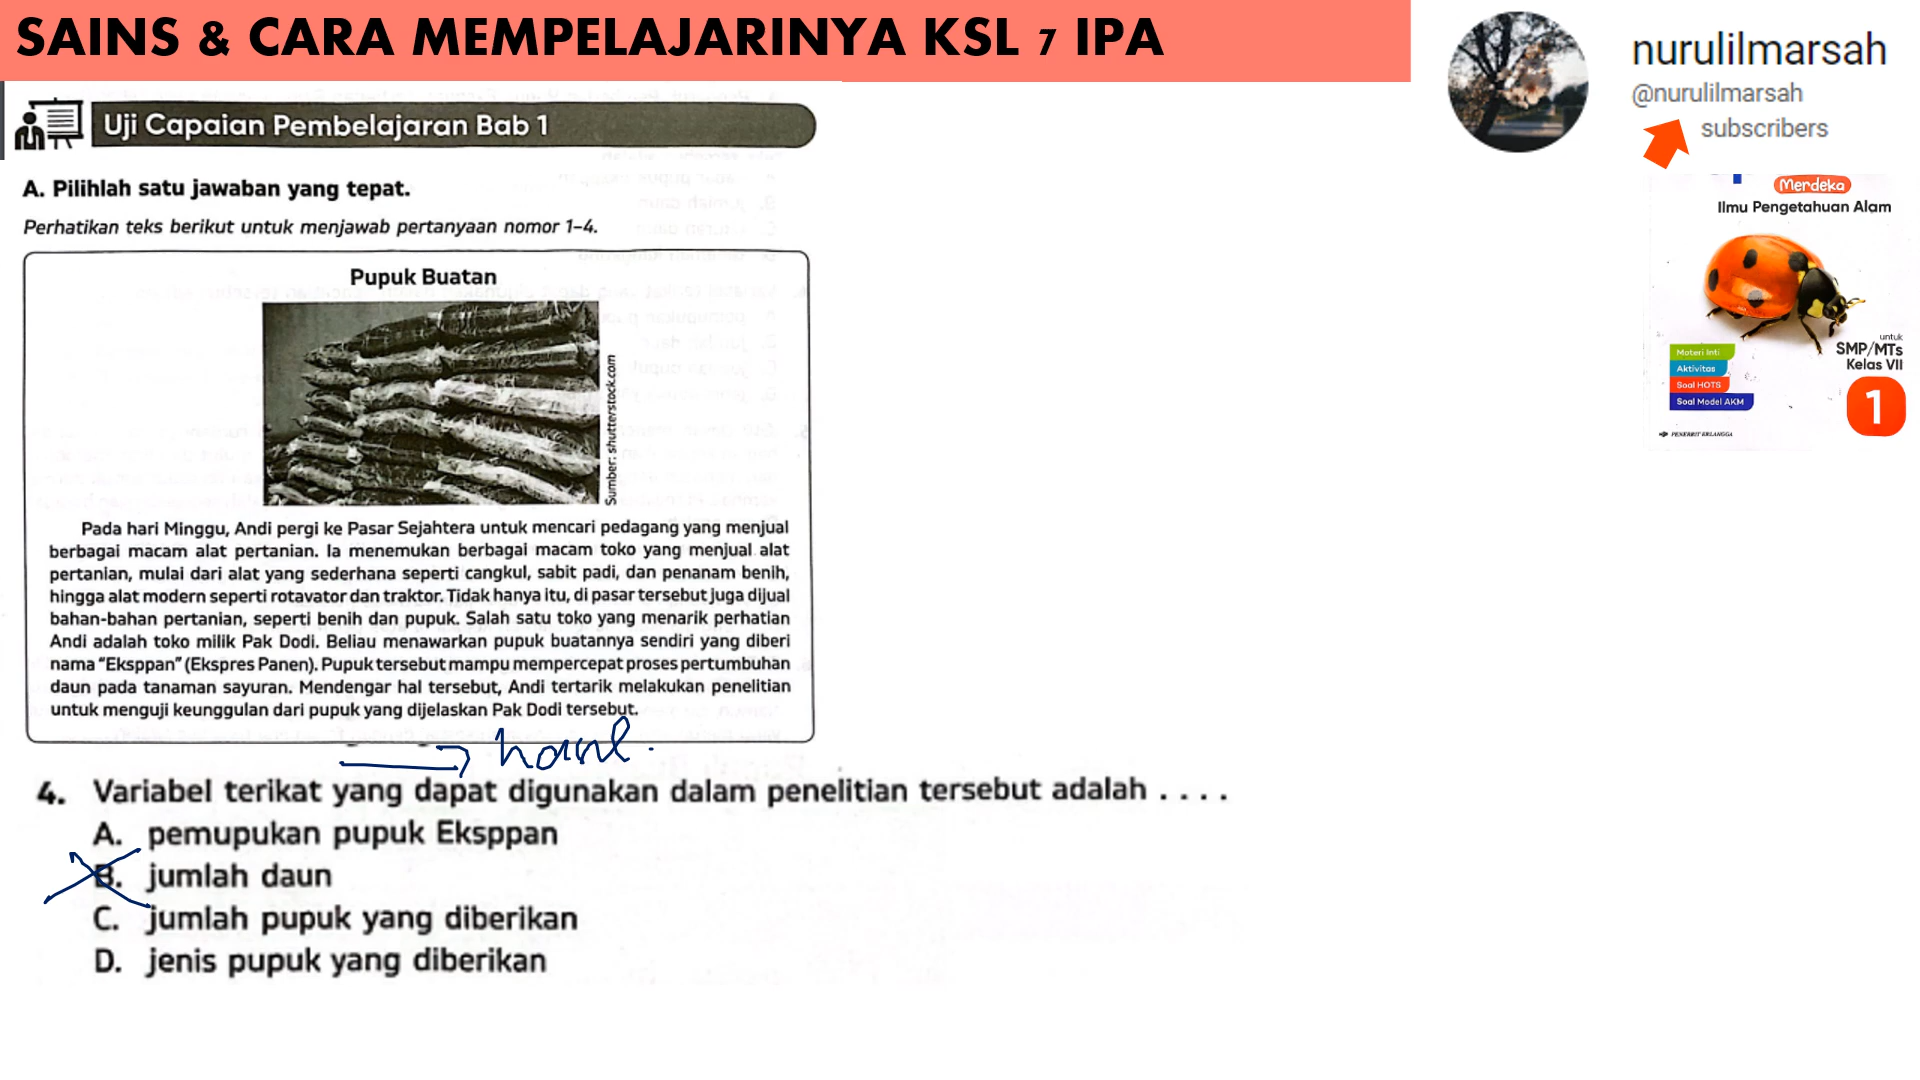 SAINS & CARA MEMPELAJARINYA KSL 7 IPA
nurulilmarsah
@nurulilmarsah
subscribers
Merdeka
Ilmu Pengetahuan Alam
untuk
SMP/MTs
Kelas VII
Materi Inti
Aktivitas
Soal HOTS
Soal Model AKM
1
PENERBIT ERLANGGA
Uji Capaian Pembelajaran Bab 1
A. Pilihlah satu jawaban yang tepat.
Perhatikan teks berikut untuk menjawab pertanyaan nomor 1–4.
Pupuk Buatan
Sumber: shutterstock.com
Pada hari Minggu, Andi pergi ke Pasar Sejahtera untuk mencari pedagang yang menjual
berbagai macam alat pertanian. Ia menemukan berbagai macam toko yang menjual alat
pertanian, mulai dari alat yang sederhana seperti cangkul, sabit padi, dan penanam benih,
hingga alat modern seperti rotavator dan traktor. Tidak hanya itu, di pasar tersebut juga dijual
bahan-bahan pertanian, seperti benih dan pupuk. Salah satu toko yang menarik perhatian
Andi adalah toko milik Pak Dodi. Beliau menawarkan pupuk buatannya sendiri yang diberi
nama "Eksppan" (Ekspres Panen). Pupuk tersebut mampu mempercepat proses pertumbuhan
daun pada tanaman sayuran. Mendengar hal tersebut, Andi tertarik melakukan penelitian
untuk menguji keunggulan dari pupuk yang dijelaskan Pak Dodi tersebut.
hasil.
4. Variabel terikat yang dapat digunakan dalam penelitian tersebut adalah . . . .
A. pemupukan pupuk Eksppan
B. jumlah daun
C. jumlah pupuk yang diberikan
D. jenis pupuk yang diberikan